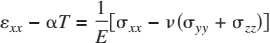 εₓₓ − αT = 1/E [σₓₓ − ν(σyy + σzz)]